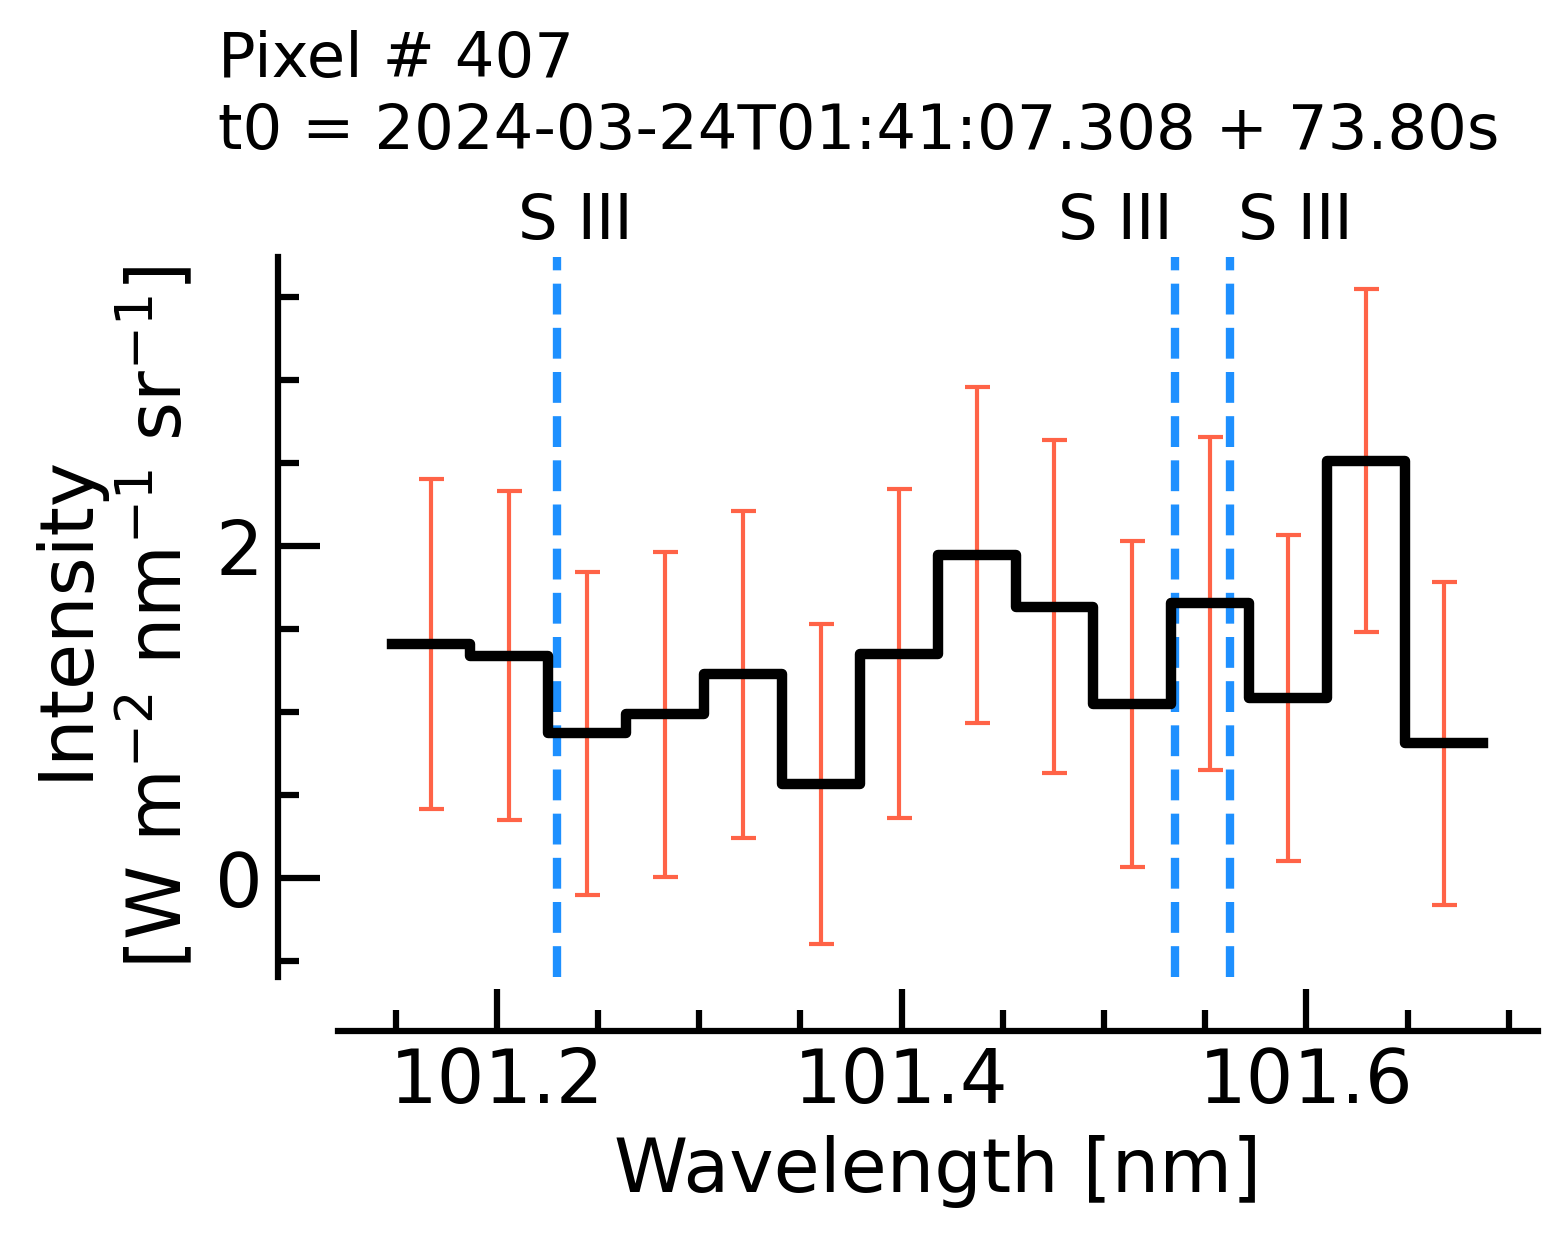 Pixel # 407
t0 = 2024-03-24T01:41:07.308 + 73.80s
S III S III S III
Intensity
[W m⁻² nm⁻¹ sr⁻¹]
2
0
101.2 101.4 101.6
Wavelength [nm]